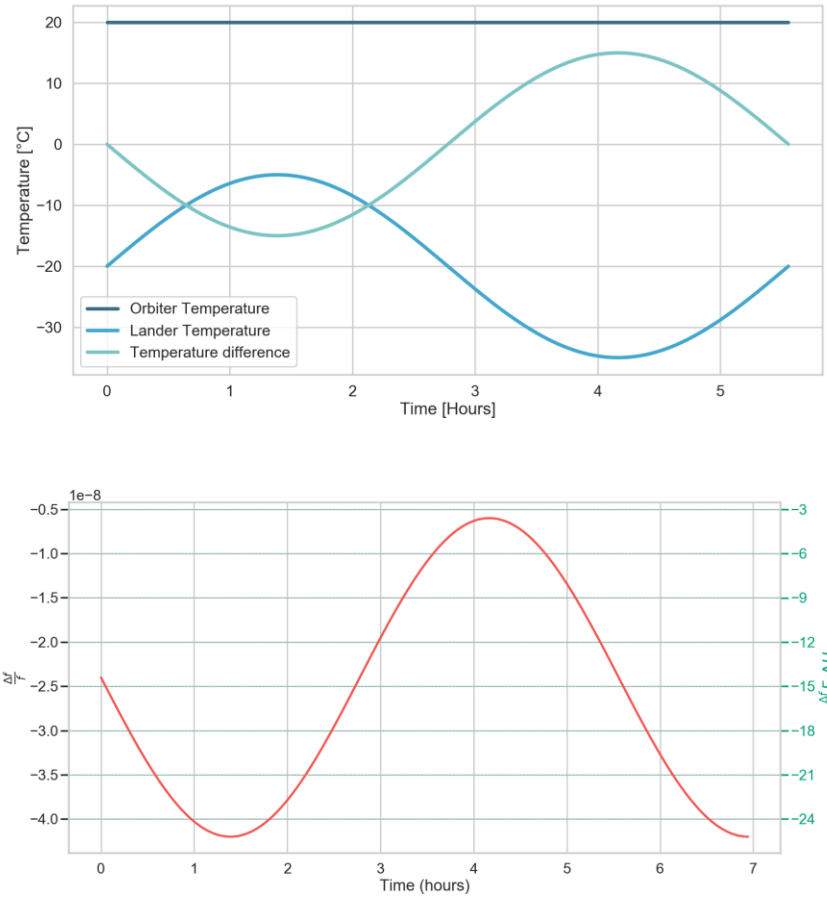 20
10
0
−10
−20
−30
Temperature [°C]
Orbiter Temperature
Lander Temperature
Temperature difference
0 1 2 3 4 5
Time [Hours]
1e−8
−0.5 −3
−1.0 −6
−1.5 −9
−2.0 −12
−2.5 −15
−3.0 −18
−3.5 −21
−4.0 −24
Δf
f
0 1 2 3 4 5 6 7
Time (hours)